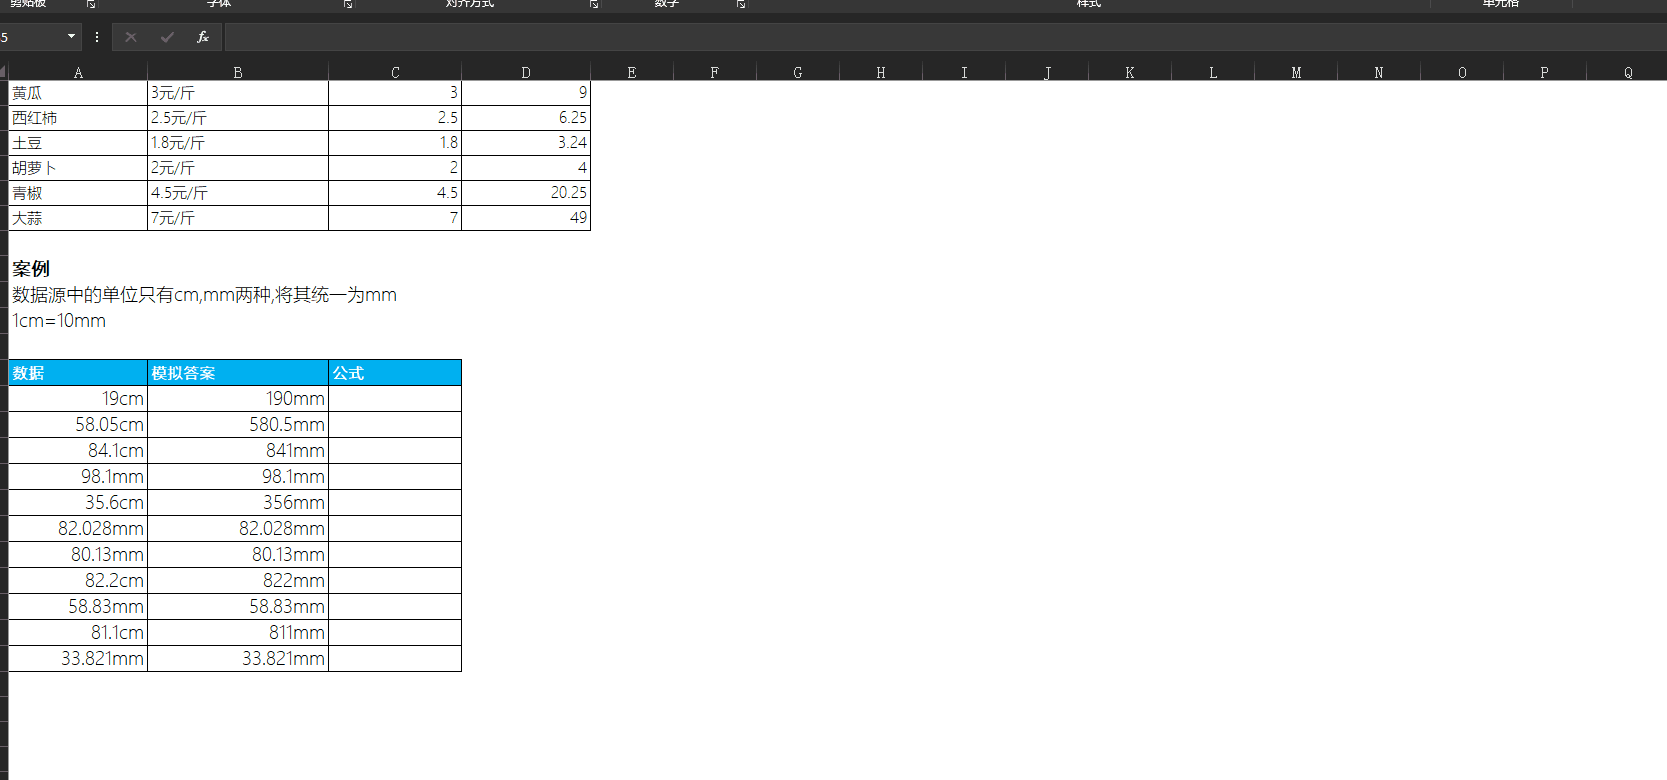 剪贴板 字体 对齐方式 数字 样式 单元格
5 fx
A B C D E F G H I J K L M N O P Q
黄瓜 3元/斤 3 9
西红柿 2.5元/斤 2.5 6.25
土豆 1.8元/斤 1.8 3.24
胡萝卜 2元/斤 2 4
青椒 4.5元/斤 4.5 20.25
大蒜 7元/斤 7 49
案例
数据源中的单位只有cm,mm两种,将其统一为mm
1cm=10mm
数据 模拟答案 公式
19cm 190mm
58.05cm 580.5mm
84.1cm 841mm
98.1mm 98.1mm
35.6cm 356mm
82.028mm 82.028mm
80.13mm 80.13mm
82.2cm 822mm
58.83mm 58.83mm
81.1cm 811mm
33.821mm 33.821mm